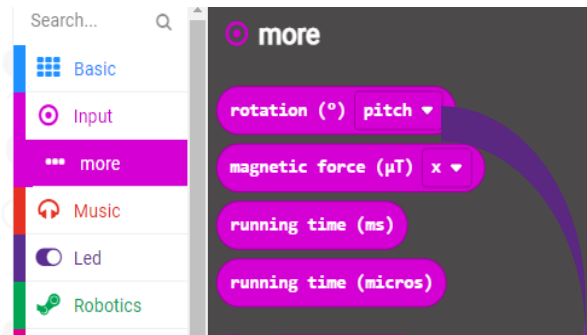 Search...
Basic
Input
more
Music
Led
Robotics
more
rotation (º) pitch
magnetic force (µT) x
running time (ms)
running time (micros)